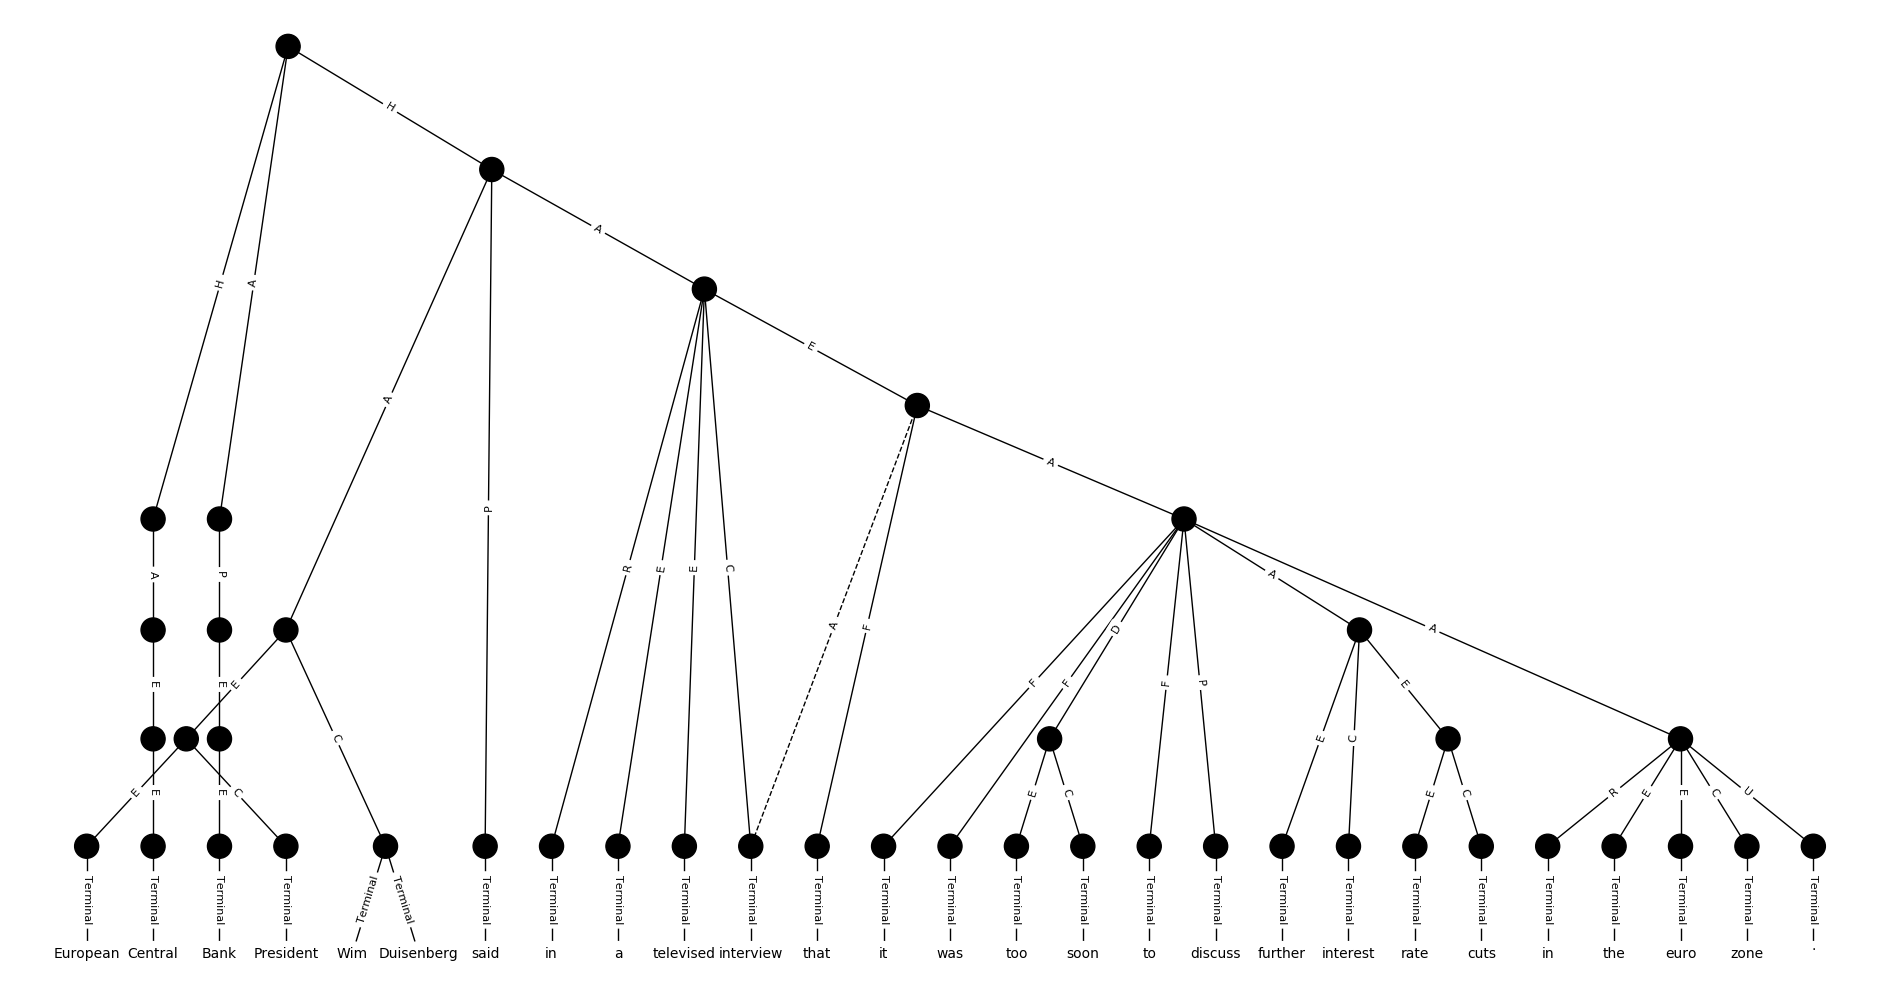 H
A H
A
E
H A
A
A
P
R E E C
A P
A
A
F
D
A
E E E
F F F P
E C E
C
E E E C
E C E C
R E E C U
Terminal Terminal Terminal Terminal Terminal Terminal Terminal Terminal Terminal Terminal Terminal Terminal Terminal Terminal Terminal Terminal Terminal Terminal Terminal Terminal Terminal Terminal Terminal Terminal Terminal Terminal Terminal
European Central Bank President Wim Duisenberg said in a televised interview that it was too soon to discuss further interest rate cuts in the euro zone .